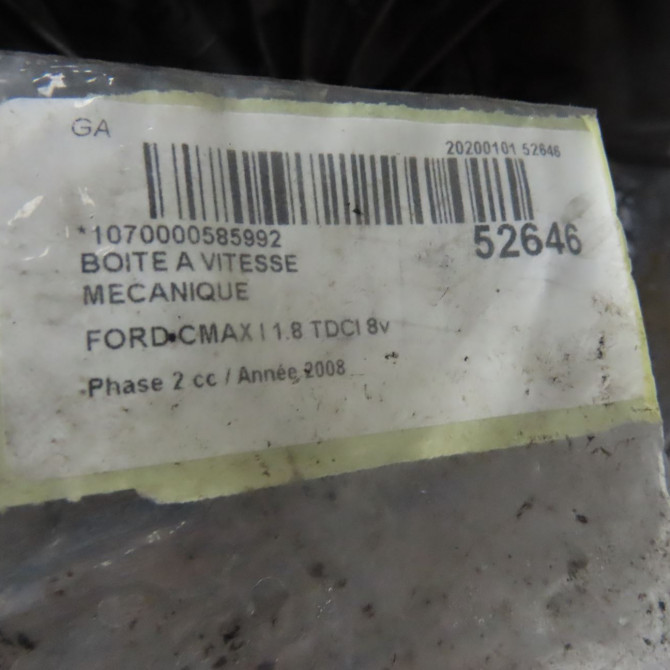 GA
20200101 52646
*1070000585992
52646
BOITE A VITESSE
MECANIQUE
FORD CMAX I 1.8 TDCI 8v
Phase 2 cc / Année 2008